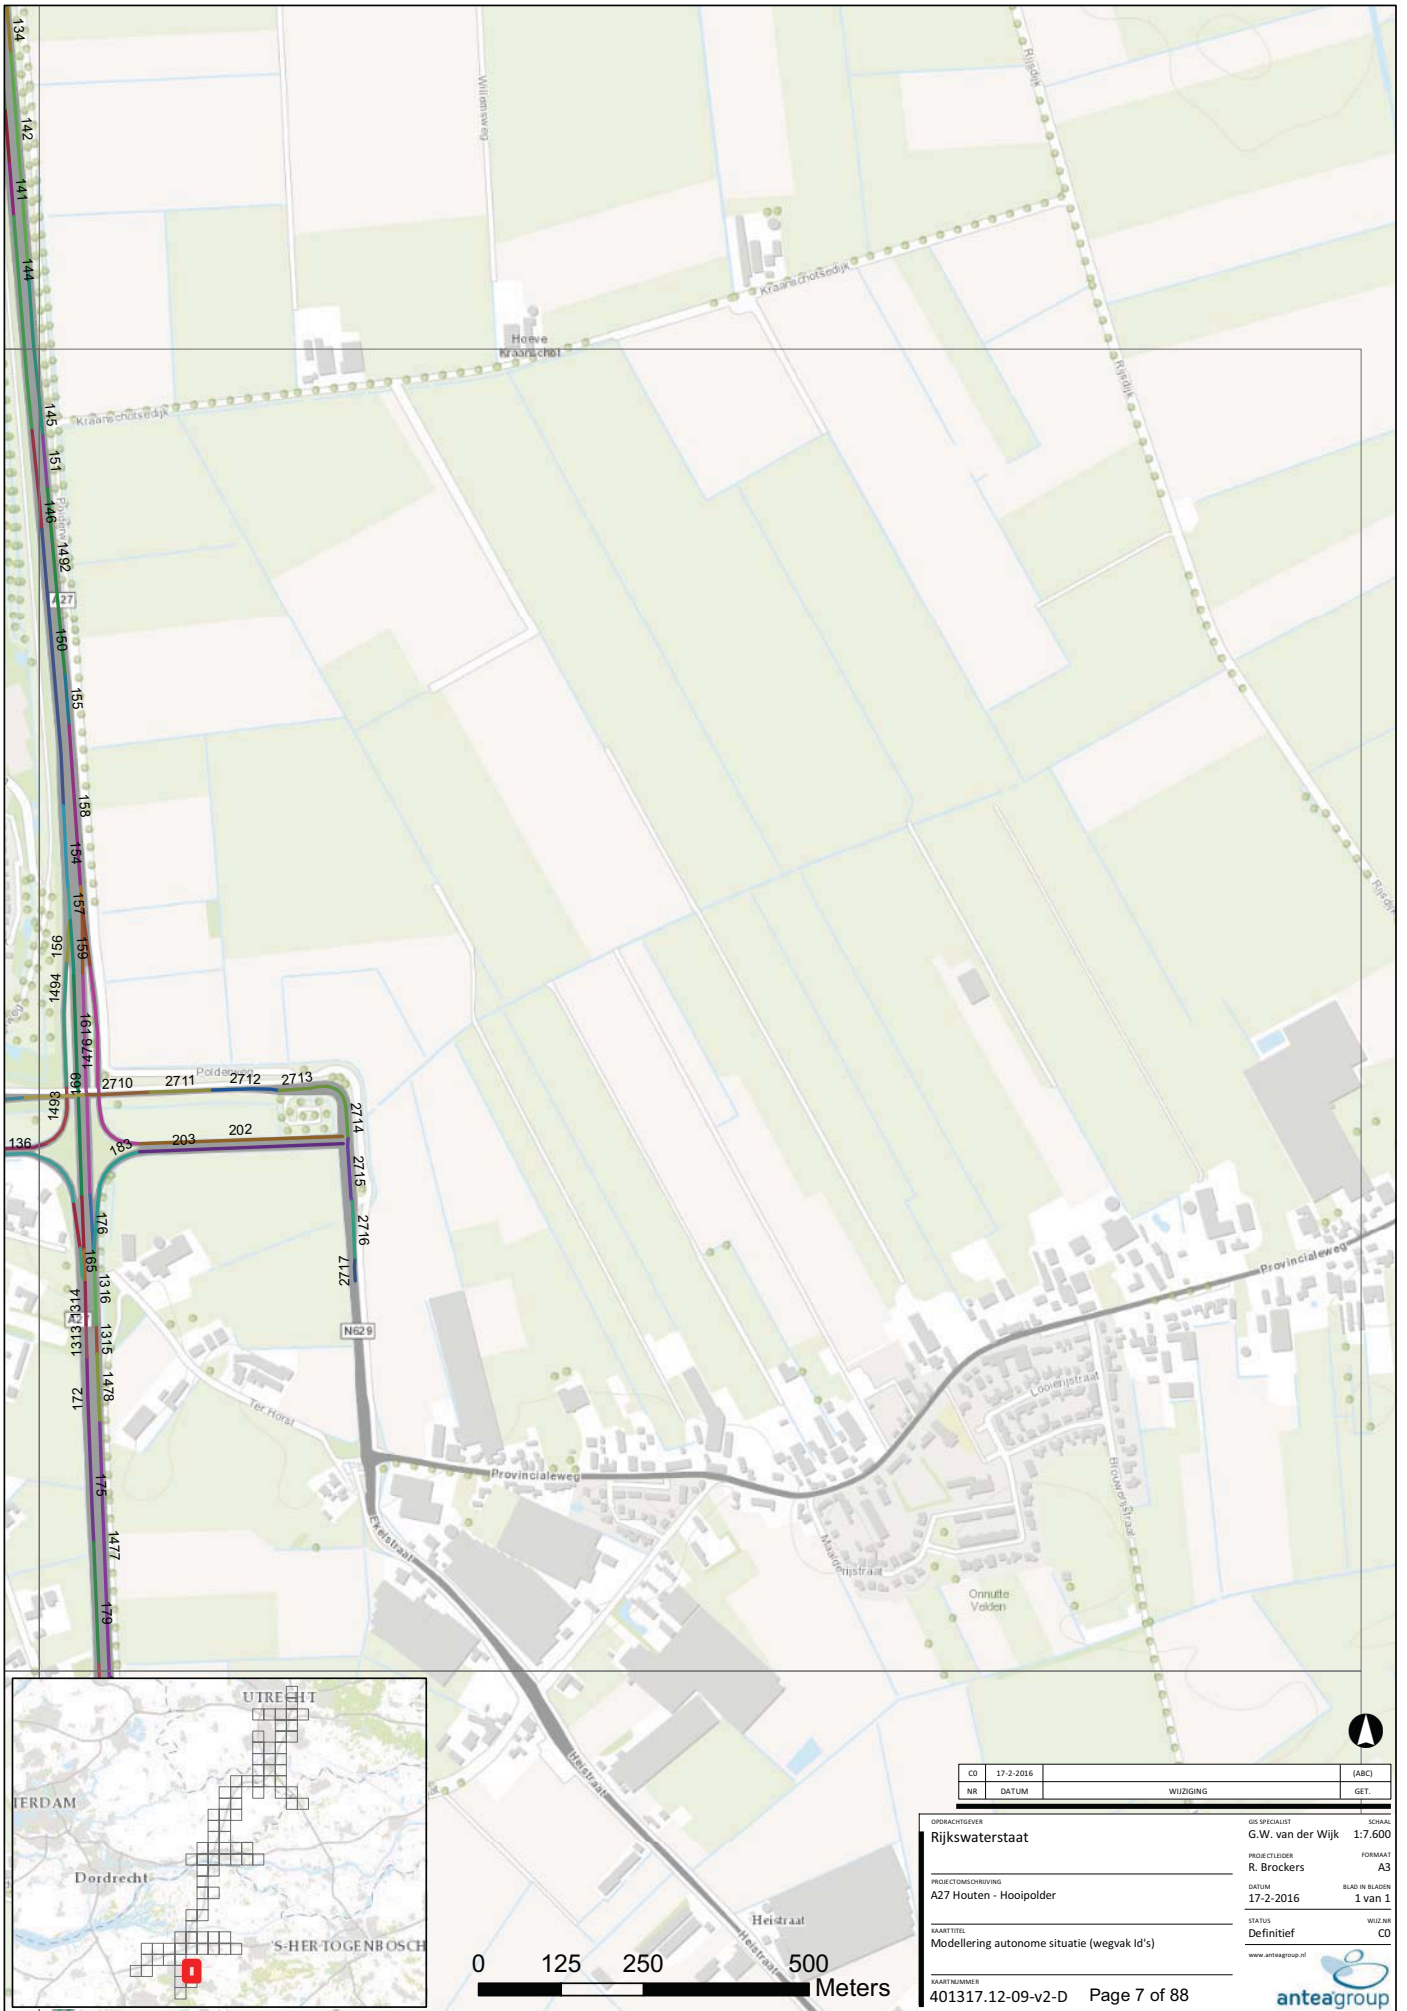 134
142
141
144
145
151
146
1492
A27
150
155
158
154
157
156
159
1494
161
1476
169
1493
2710
2711
2712
2713
2714
2715
2716
2717
136
183
203
202
176
165
1316
1314
1313
1315
1478
172
175
1477
179
N629
Willemsweg
Rijsdijk
Kraanschotsedijk
Hoeve
Kraanschot
Rijsdijk
Kraanschotsedijk
Rijsdijk
Polderweg
Ter Horst
Provincialeweg
Provincialeweg
Looierijstraat
Brouwerijstraat
Maalderijstraat
Onnutte
Velden
Ekelstraat
Heistraat
Heistraat
Heistraat
UTRECHT
TERDAM
Dordrecht
'S-HERTOGENBOSCH
0 125 250 500
Meters
C0 17-2-2016 (ABC)
NR DATUM WIJZIGING GET.
OPDRACHTGEVER
Rijkswaterstaat
PROJECTOMSCHRIJVING
A27 Houten - Hooipolder
KAARTTITEL
Modellering autonome situatie (wegvak Id's)
KAARTNUMMER
401317.12-09-v2-D Page 7 of 88
GIS SPECIALIST SCHAAL
G.W. van der Wijk 1:7.600
PROJECTLEIDER FORMAAT
R. Brockers A3
DATUM BLAD IN BLADEN
17-2-2016 1 van 1
STATUS WIJZ.NR
Definitief C0
www.anteagroup.nl
anteagroup